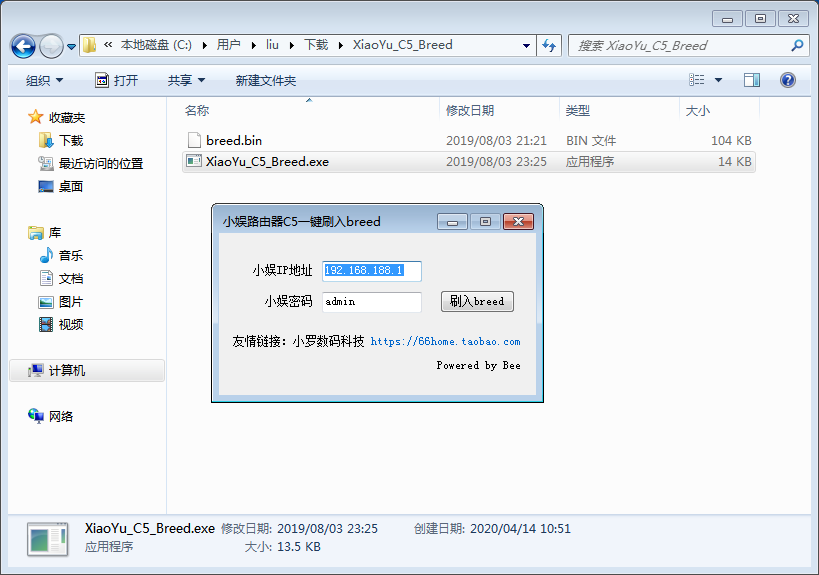 « 本地磁盘 (C:) 用户 liu 下载 XiaoYu_C5_Breed
搜索 XiaoYu_C5_Breed
组织 打开 共享 新建文件夹
收藏夹
下载
最近访问的位置
桌面
库
音乐
文档
图片
视频
计算机
网络
名称 修改日期 类型 大小
breed.bin 2019/08/03 21:21 BIN 文件 104 KB
XiaoYu_C5_Breed.exe 2019/08/03 23:25 应用程序 14 KB
小娱路由器C5一键刷入breed
小娱IP地址 192.168.188.1
小娱密码 admin 刷入breed
友情链接：小罗数码科技 https://66home.taobao.com
Powered by Bee
XiaoYu_C5_Breed.exe 修改日期: 2019/08/03 23:25 创建日期: 2020/04/14 10:51
应用程序 大小: 13.5 KB